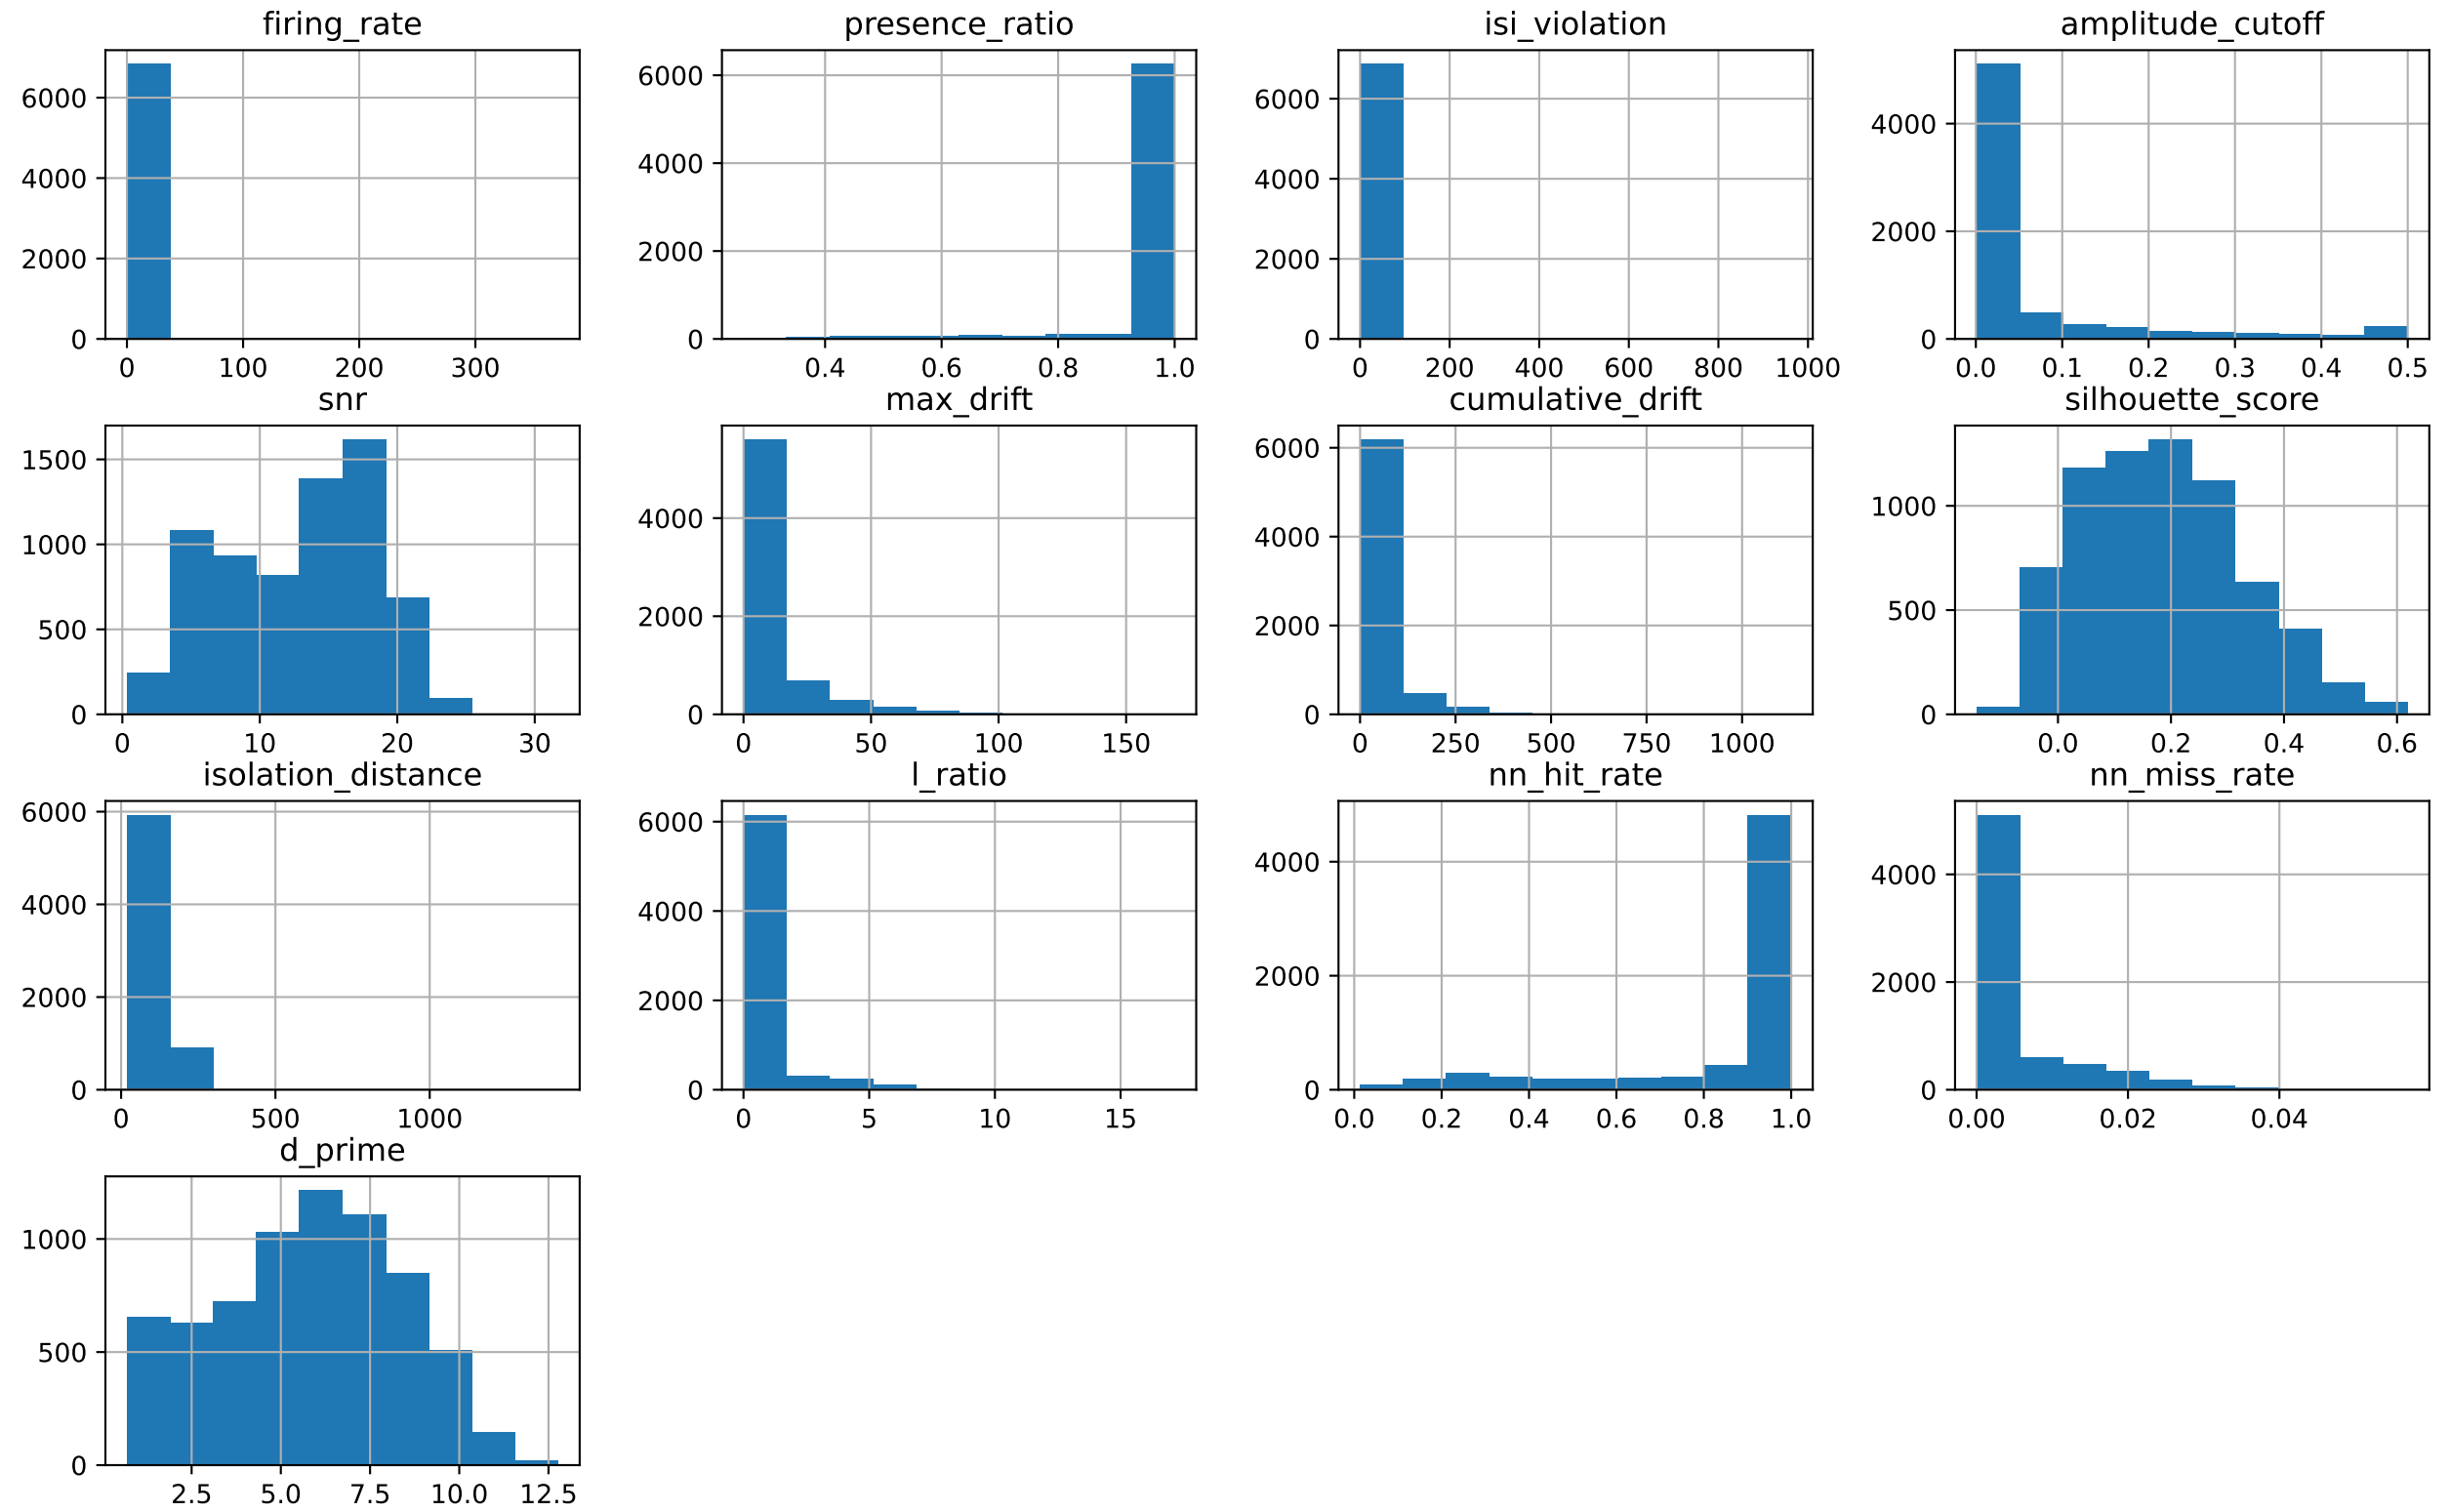 firing_rate
presence_ratio
isi_violation
amplitude_cutoff
6000
4000
2000
0
0 100 200 300
6000
4000
2000
0
0.4 0.6 0.8 1.0
6000
4000
2000
0
0 200 400 600 800 1000
4000
2000
0
0.0 0.1 0.2 0.3 0.4 0.5
snr
max_drift
cumulative_drift
silhouette_score
1500
1000
500
0
0 10 20 30
4000
2000
0
0 50 100 150
6000
4000
2000
0
0 250 500 750 1000
1000
500
0
0.0 0.2 0.4 0.6
isolation_distance
l_ratio
nn_hit_rate
nn_miss_rate
6000
4000
2000
0
0 500 1000
6000
4000
2000
0
0 5 10 15
4000
2000
0
0.0 0.2 0.4 0.6 0.8 1.0
4000
2000
0
0.00 0.02 0.04
d_prime
1000
500
0
2.5 5.0 7.5 10.0 12.5